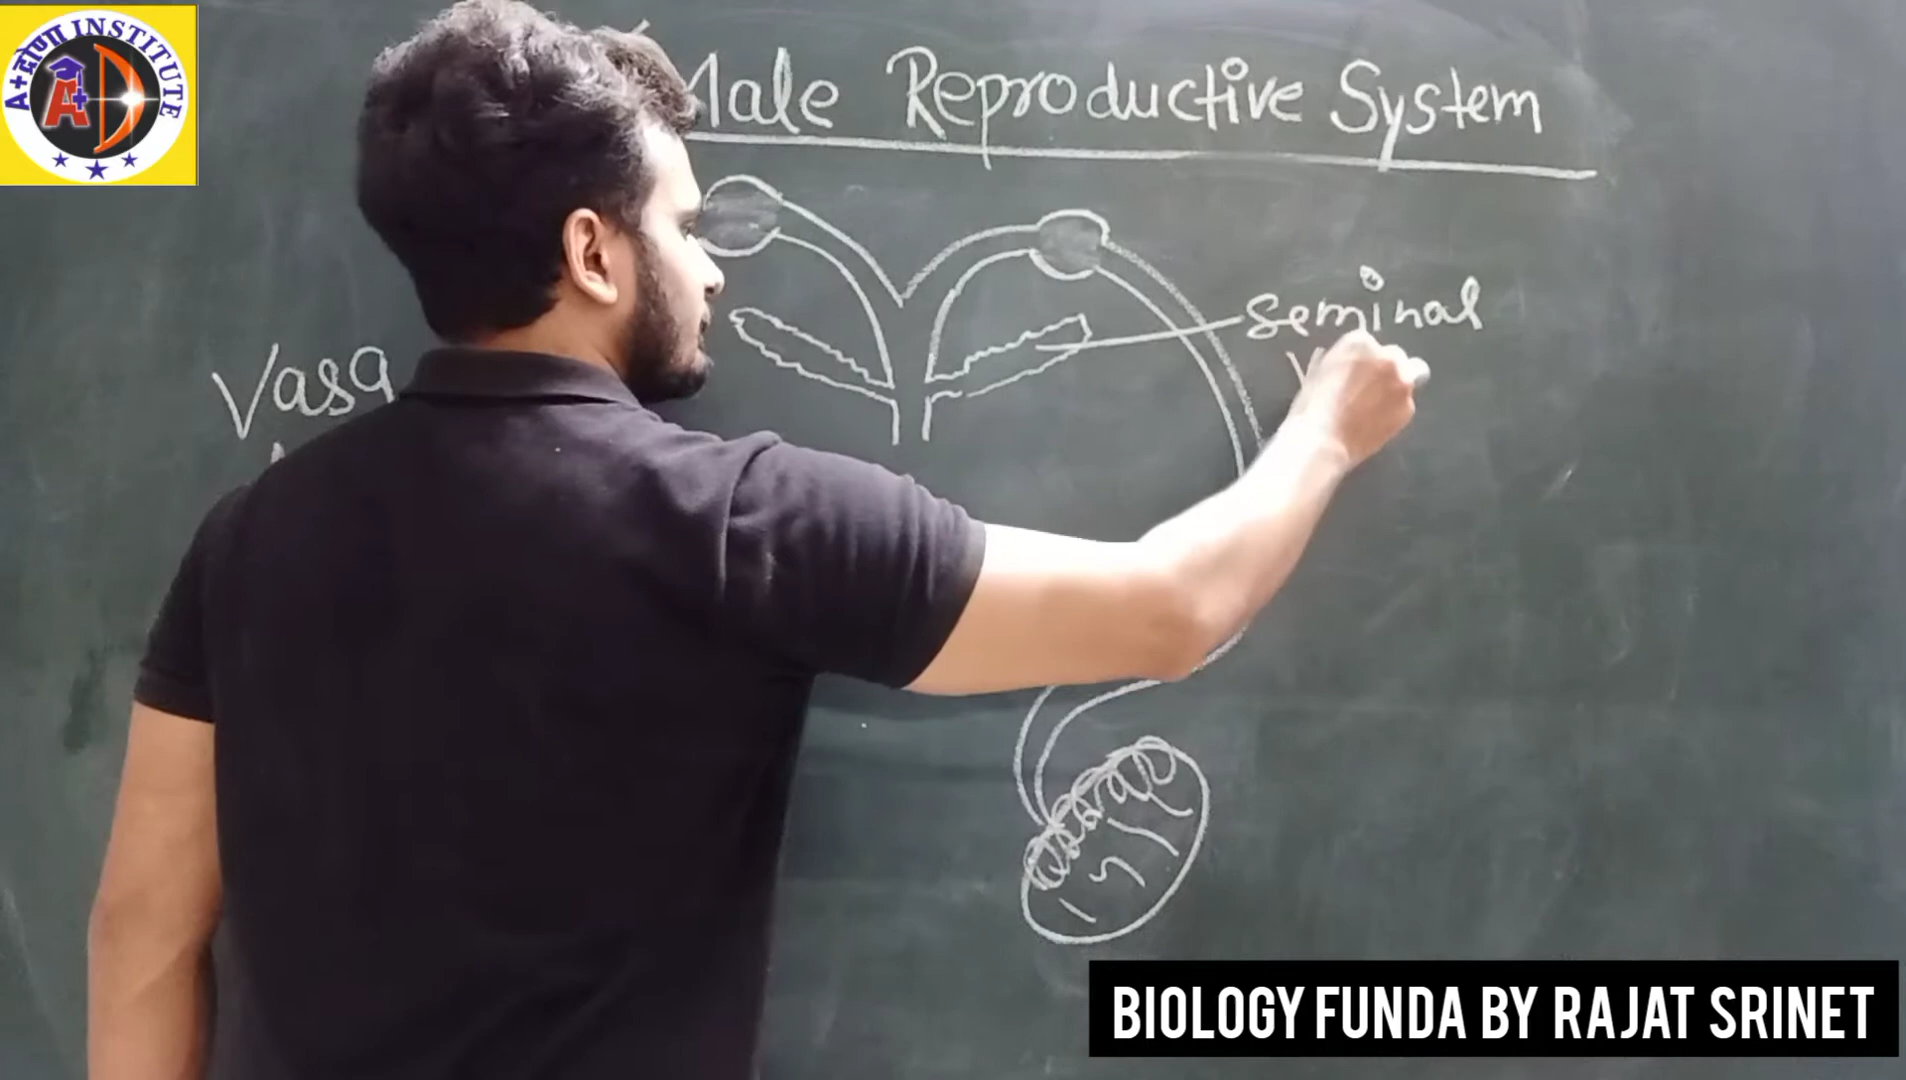 A+द्रोणा INSTITUTE
A+
Male Reproductive System
seminal
V
Vasa
BIOLOGY FUNDA BY RAJAT SRINET